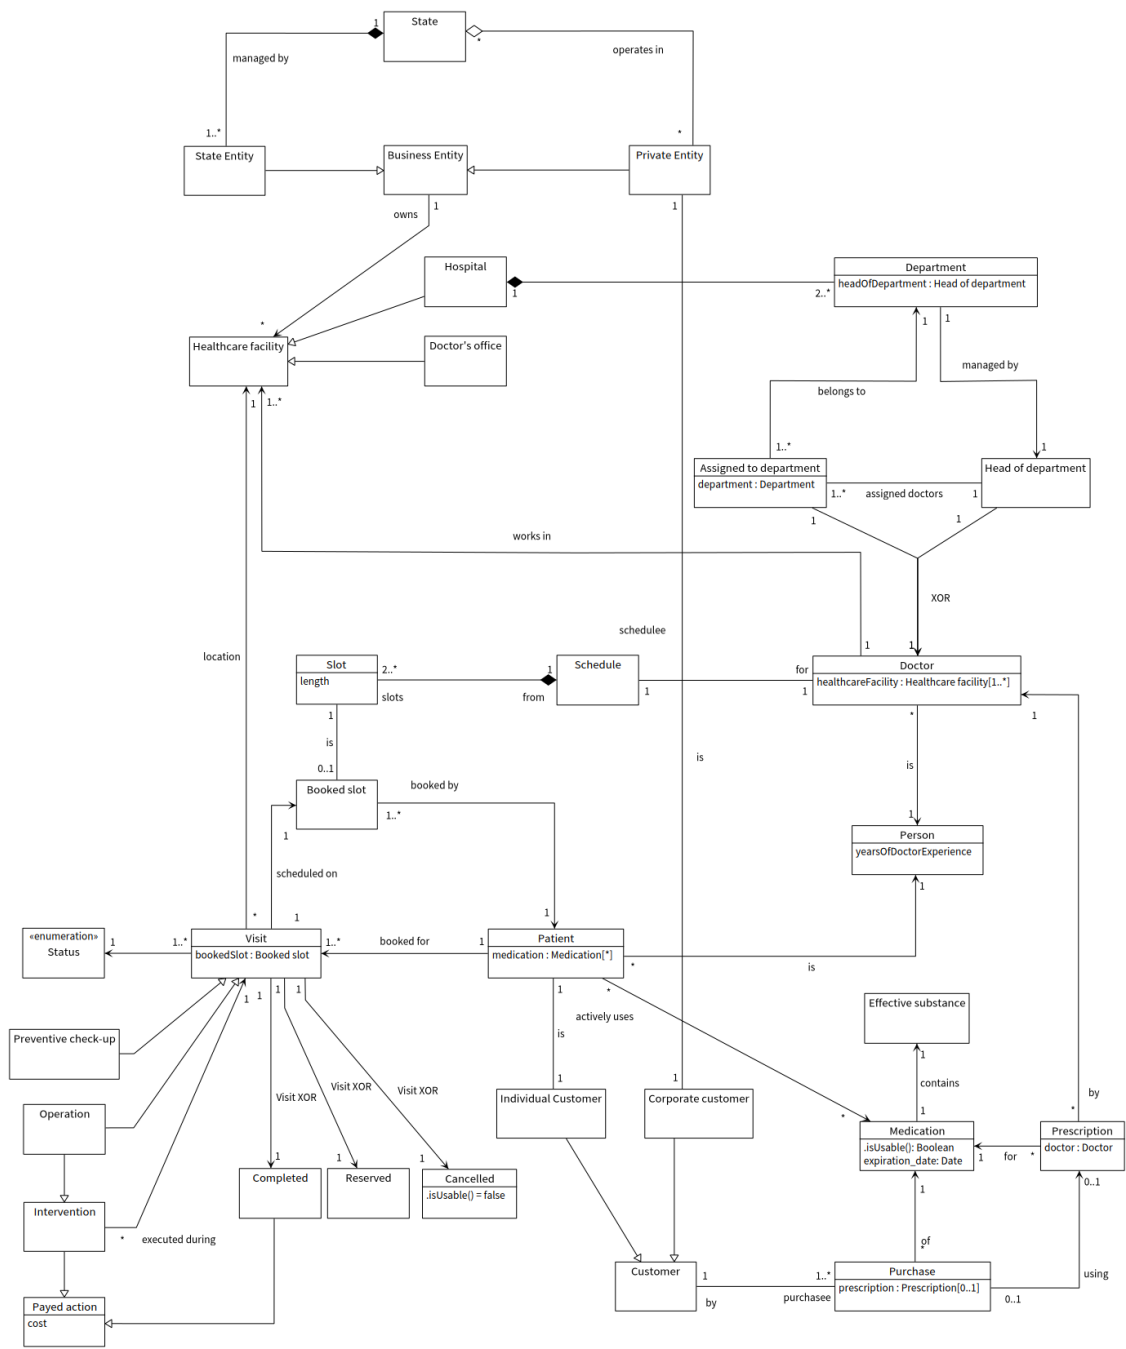 State
1
*
managed by
operates in
1..*
*
State Entity
Business Entity
Private Entity
1
owns
1
Hospital
1
2..*
Department
headOfDepartment : Head of department
*
Healthcare facility
Doctor's office
1
1
managed by
belongs to
1
1..*
1..*
1
Assigned to department
department : Department
Head of department
1..*
assigned doctors
1
1
1
works in
XOR
schedulee
location
Slot
length
2..*
slots
1
from
Schedule
1
for
1
1
1
Doctor
healthcareFacility : Healthcare facility[1..*]
1
*
1
is
0..1
is
is
Booked slot
booked by
1..*
1
1
Person
yearsOfDoctorExperience
1
scheduled on
*
1
1
«enumeration»
Status
1
1..*
Visit
bookedSlot : Booked slot
1..*
booked for
1
Patient
medication : Medication[*]
*
is
1
1
1
1
1
*
actively uses
Effective substance
Preventive check-up
is
1
contains
Visit XOR
Visit XOR
Visit XOR
1
1
*
1
by
*
Operation
Individual Customer
Corporate customer
Medication
.isUsable(): Boolean
expiration_date: Date
1
for
*
Prescription
doctor : Doctor
1
1
1
Completed
Reserved
Cancelled
.isUsable() = false
1
0..1
Intervention
*
executed during
of
*
Customer
1
by
1..*
purchasee
Purchase
prescription : Prescription[0..1]
using
0..1
Payed action
cost